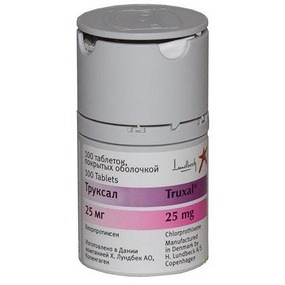 Lundbeck
100 таблеток,
покрытых оболочкой
100 Tablets
Труксал Truxal®
25 мг 25 mg
Хлорпротиксен Chlorprothixene
Изготовлено в Дании Manufactured
компанией Х. Лундбек АО, in Denmark by
Копенгаген H. Lundbeck A/S
Copenhagen